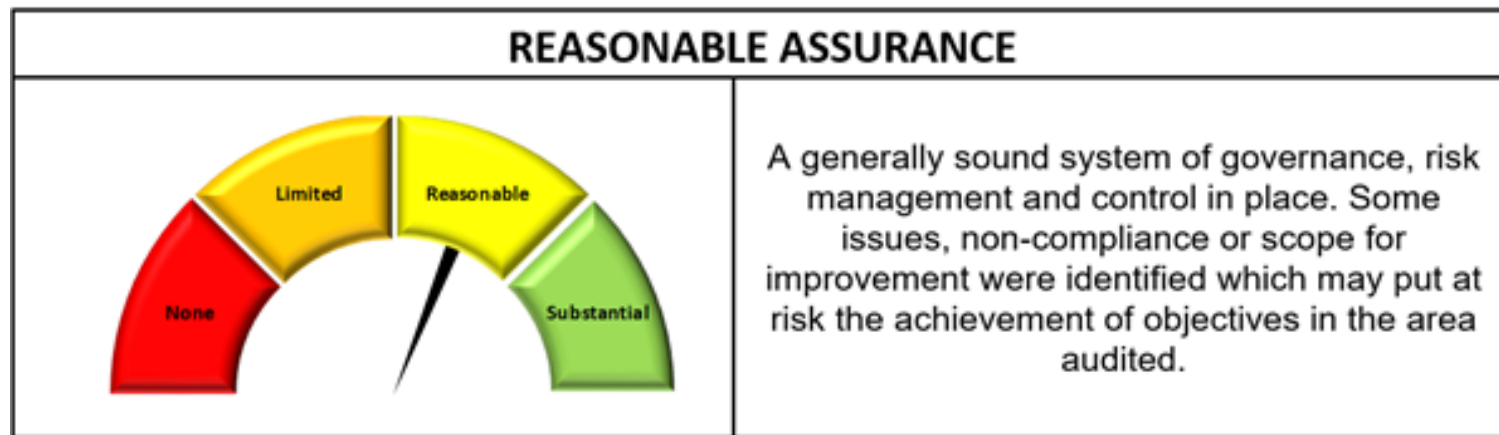 REASONABLE ASSURANCE
Limited
Reasonable
None
Substantial
A generally sound system of governance, risk
management and control in place. Some
issues, non-compliance or scope for
improvement were identified which may put at
risk the achievement of objectives in the area
audited.